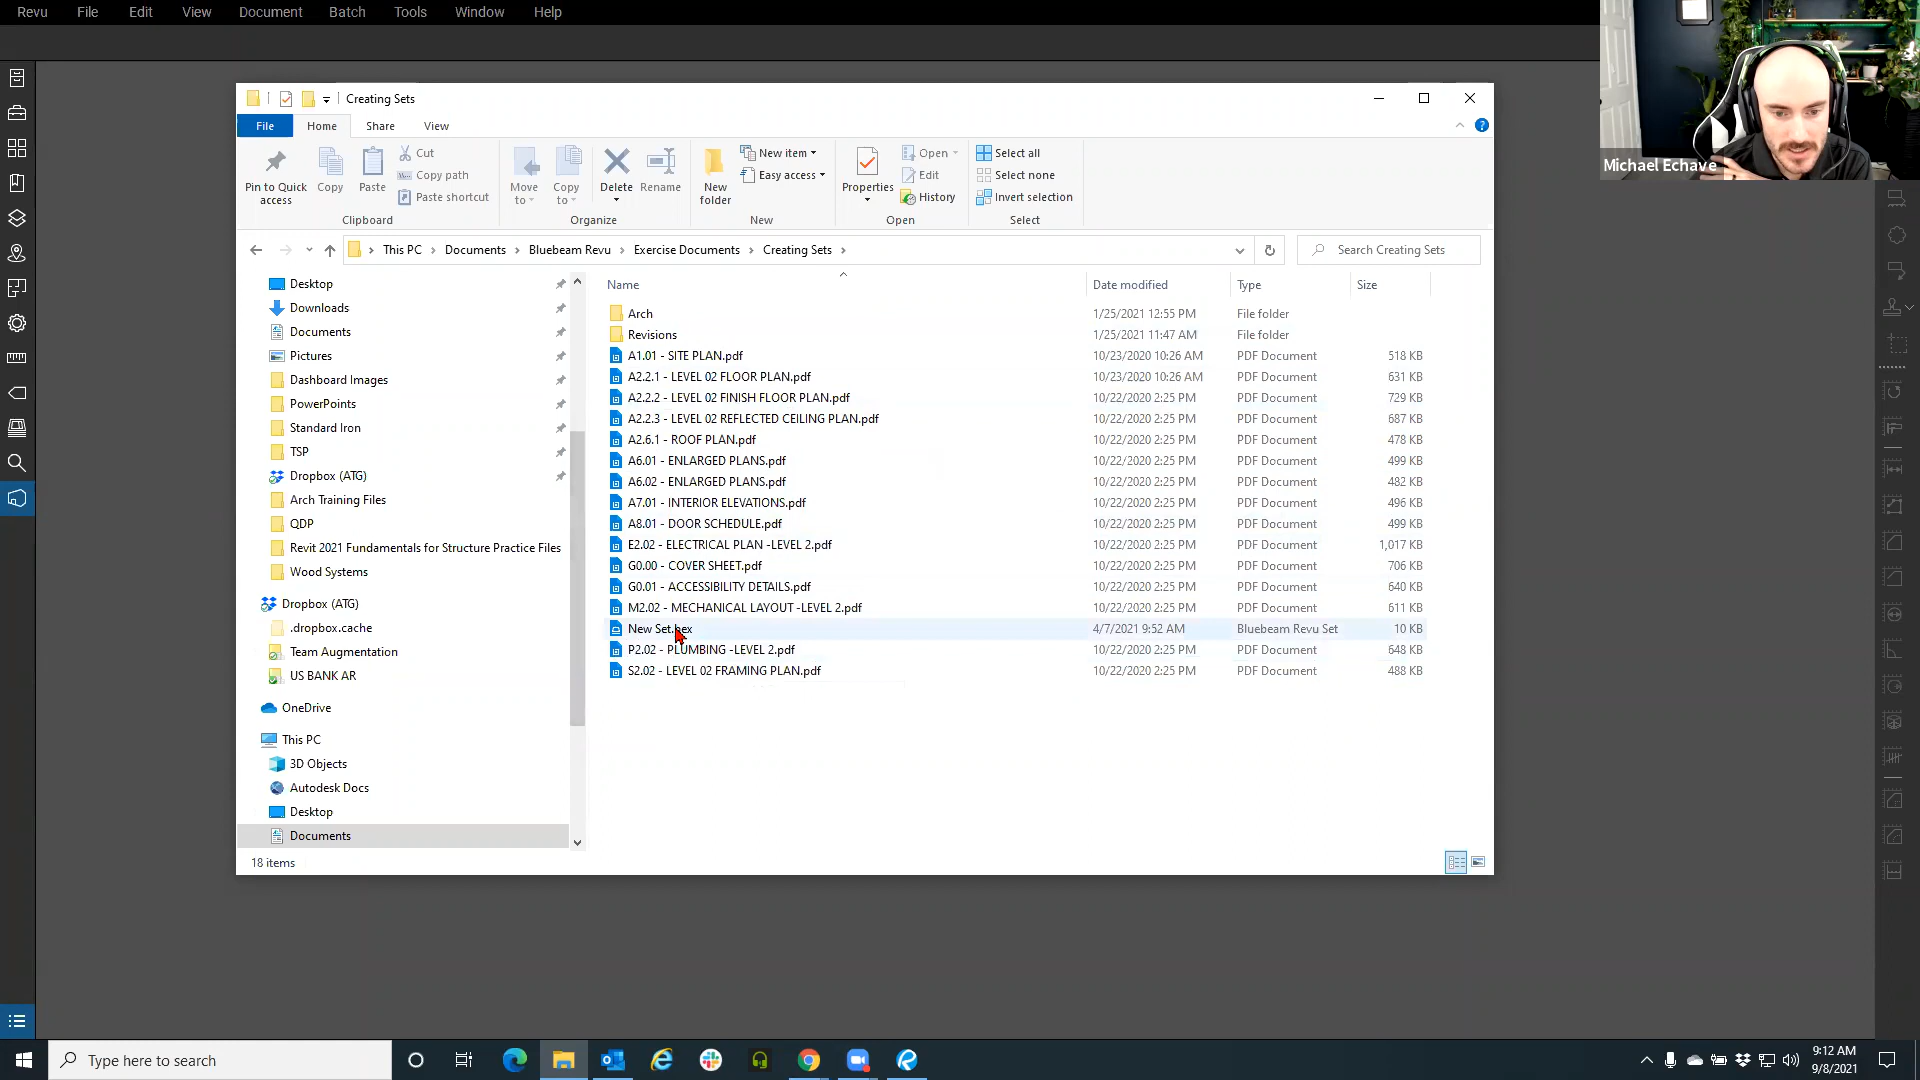 Revu File Edit View Document Batch Tools Window Help
Michael Echave
Creating Sets
File Home Share View
Pin to Quick access
Copy
Paste
Cut
Copy path
Paste shortcut
Clipboard
Move to
Copy to
Delete
Rename
Organize
New folder
New item
Easy access
New
Properties
Open
Edit
History
Open
Select all
Select none
Invert selection
Select
This PC > Documents > Bluebeam Revu > Exercise Documents > Creating Sets >
Search Creating Sets
Desktop
Downloads
Documents
Pictures
Dashboard Images
PowerPoints
Standard Iron
TSP
Dropbox (ATG)
Arch Training Files
QDP
Revit 2021 Fundamentals for Structure Practice Files
Wood Systems
Dropbox (ATG)
.dropbox.cache
Team Augmentation
US BANK AR
OneDrive
This PC
3D Objects
Autodesk Docs
Desktop
Documents
Name Date modified Type Size
Arch 1/25/2021 12:55 PM File folder
Revisions 1/25/2021 11:47 AM File folder
A1.01 - SITE PLAN.pdf 10/23/2020 10:26 AM PDF Document 518 KB
A2.2.1 - LEVEL 02 FLOOR PLAN.pdf 10/23/2020 10:26 AM PDF Document 631 KB
A2.2.2 - LEVEL 02 FINISH FLOOR PLAN.pdf 10/22/2020 2:25 PM PDF Document 729 KB
A2.2.3 - LEVEL 02 REFLECTED CEILING PLAN.pdf 10/22/2020 2:25 PM PDF Document 687 KB
A2.6.1 - ROOF PLAN.pdf 10/22/2020 2:25 PM PDF Document 478 KB
A6.01 - ENLARGED PLANS.pdf 10/22/2020 2:25 PM PDF Document 499 KB
A6.02 - ENLARGED PLANS.pdf 10/22/2020 2:25 PM PDF Document 482 KB
A7.01 - INTERIOR ELEVATIONS.pdf 10/22/2020 2:25 PM PDF Document 496 KB
A8.01 - DOOR SCHEDULE.pdf 10/22/2020 2:25 PM PDF Document 499 KB
E2.02 - ELECTRICAL PLAN -LEVEL 2.pdf 10/22/2020 2:25 PM PDF Document 1,017 KB
G0.00 - COVER SHEET.pdf 10/22/2020 2:25 PM PDF Document 706 KB
G0.01 - ACCESSIBILITY DETAILS.pdf 10/22/2020 2:25 PM PDF Document 640 KB
M2.02 - MECHANICAL LAYOUT -LEVEL 2.pdf 10/22/2020 2:25 PM PDF Document 611 KB
New Set.bex 4/7/2021 9:52 AM Bluebeam Revu Set 10 KB
P2.02 - PLUMBING -LEVEL 2.pdf 10/22/2020 2:25 PM PDF Document 648 KB
S2.02 - LEVEL 02 FRAMING PLAN.pdf 10/22/2020 2:25 PM PDF Document 488 KB
18 items
Type here to search
9:12 AM
9/8/2021